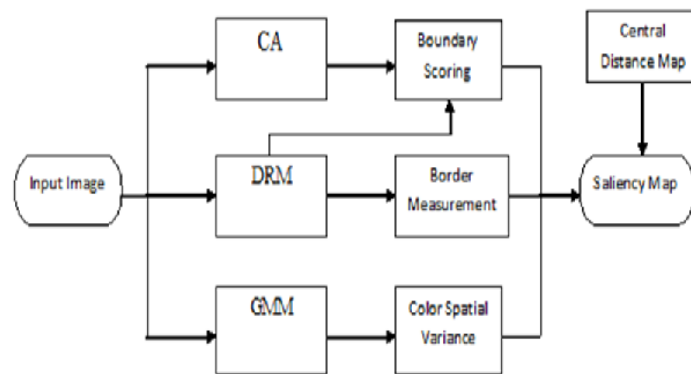 CA
Boundary
Scoring
Central
Distance Map
Input Image
DRM
Border
Measurement
Saliency Map
GMM
Color Spatial
Variance